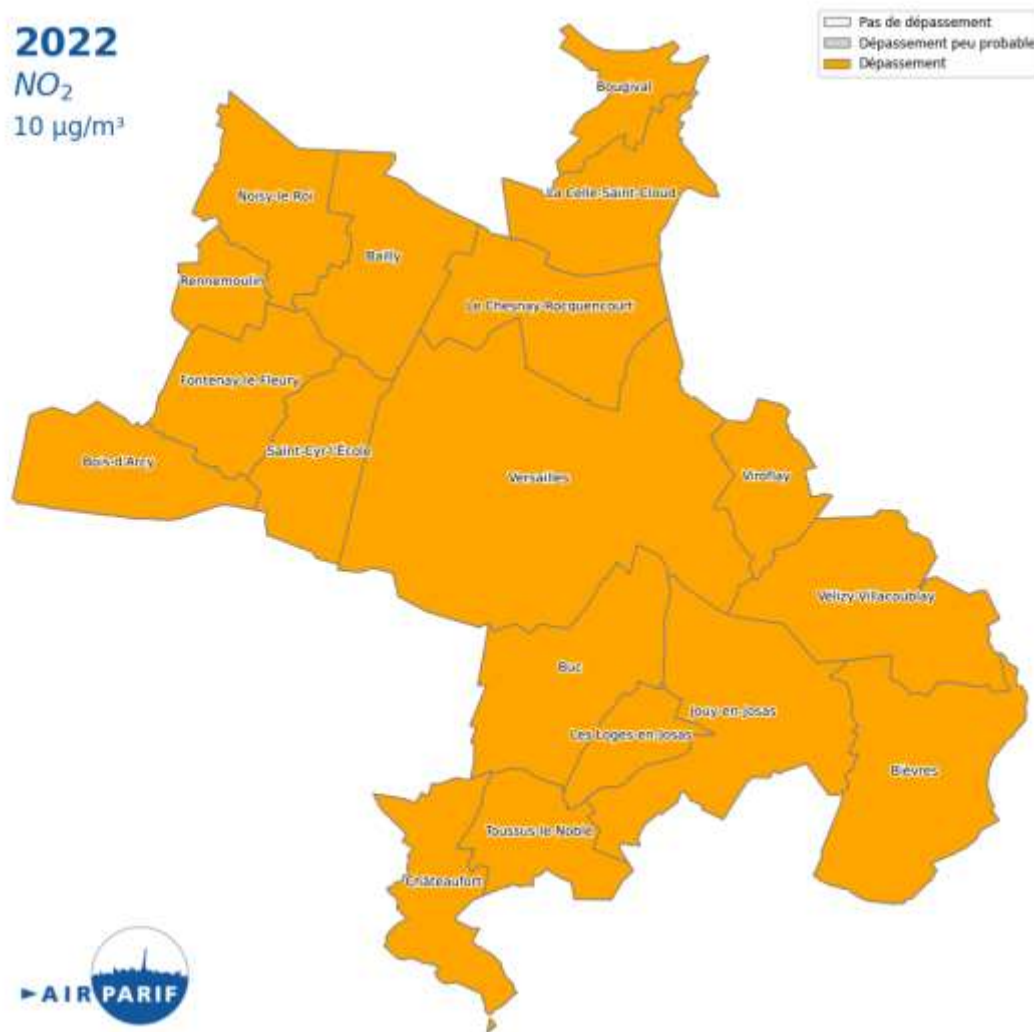 2022
NO₂
10 µg/m³
Pas de dépassement
Dépassement peu probable
Dépassement
Bougival
La Celle-Saint-Cloud
Noisy-le-Roi
Bailly
Rennemoulin
Le Chesnay-Rocquencourt
Fontenay-le-Fleury
Saint-Cyr-l'École
Bois-d'Arcy
Versailles
Viroflay
Vélizy-Villacoublay
Buc
Jouy-en-Josas
Les Loges-en-Josas
Bièvres
Toussus-le-Noble
Châteaufort
AIR PARIF